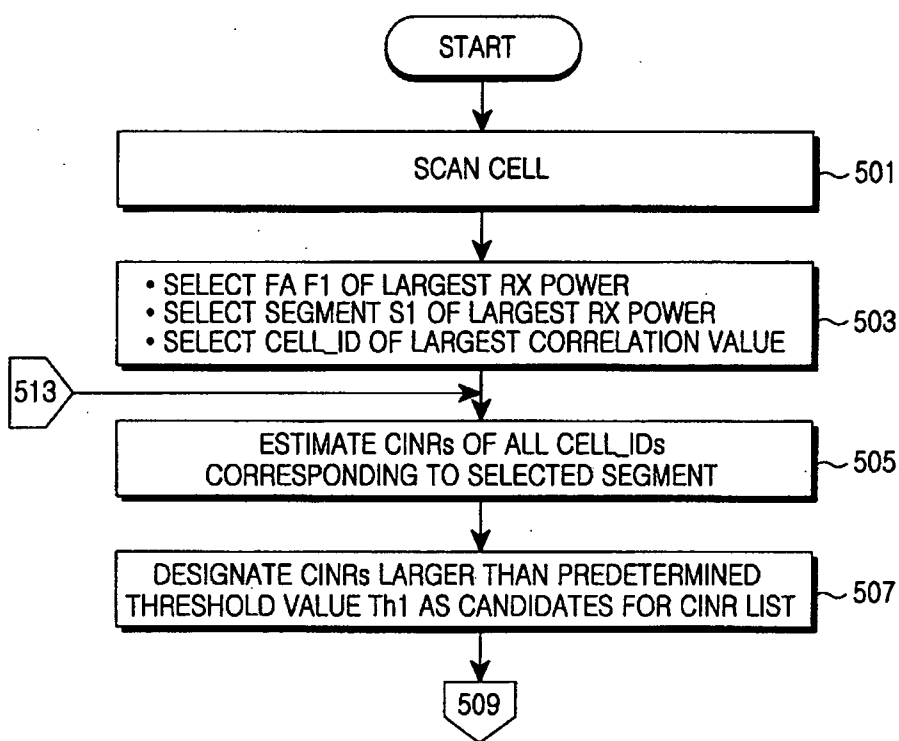 START
SCAN CELL
501
• SELECT FA F1 OF LARGEST RX POWER
• SELECT SEGMENT S1 OF LARGEST RX POWER
• SELECT CELL_ID OF LARGEST CORRELATION VALUE
503
513
ESTIMATE CINRs OF ALL CELL_IDs
CORRESPONDING TO SELECTED SEGMENT
505
DESIGNATE CINRs LARGER THAN PREDETERMINED
THRESHOLD VALUE Th1 AS CANDIDATES FOR CINR LIST
507
509